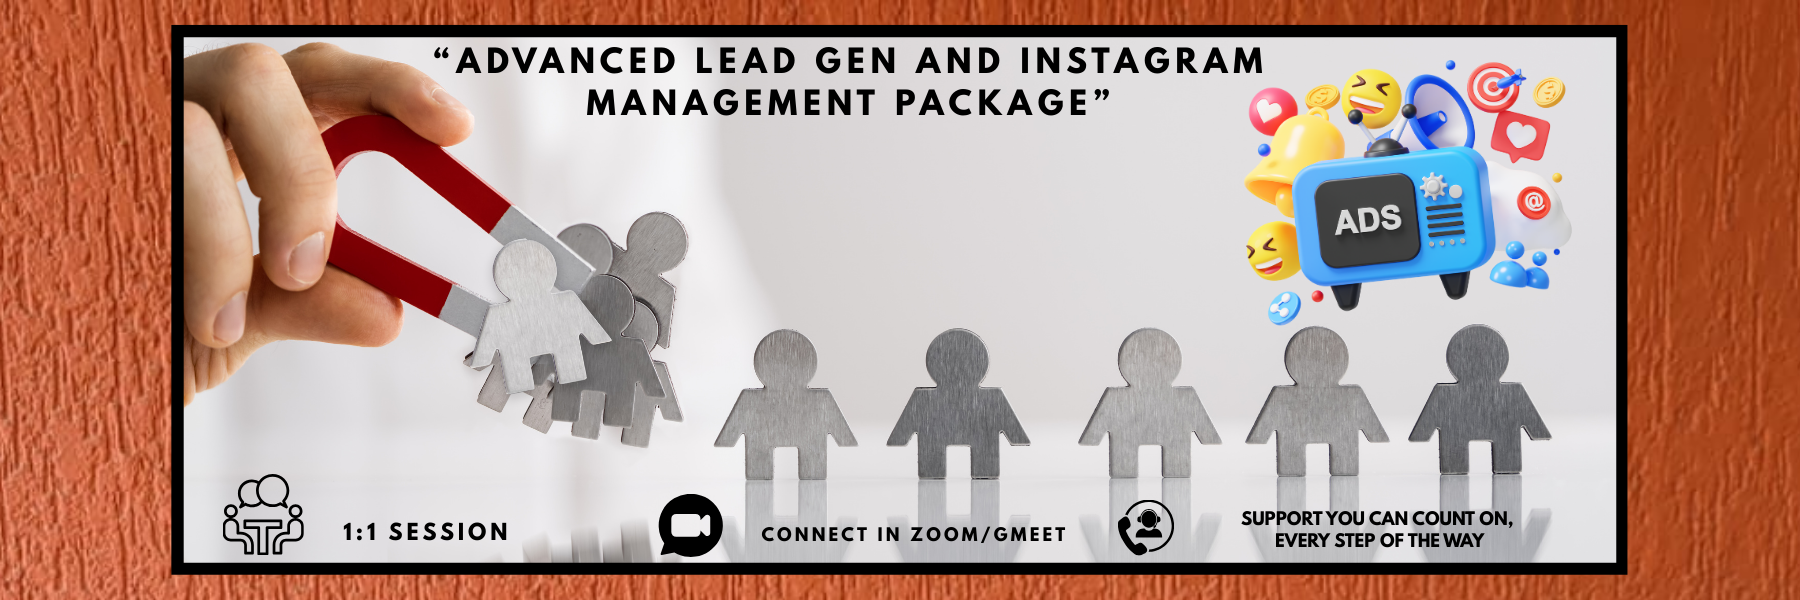 “ADVANCED LEAD GEN AND INSTAGRAM
MANAGEMENT PACKAGE”
@
ADS
1:1 SESSION
CONNECT IN ZOOM/GMEET
SUPPORT YOU CAN COUNT ON,
EVERY STEP OF THE WAY